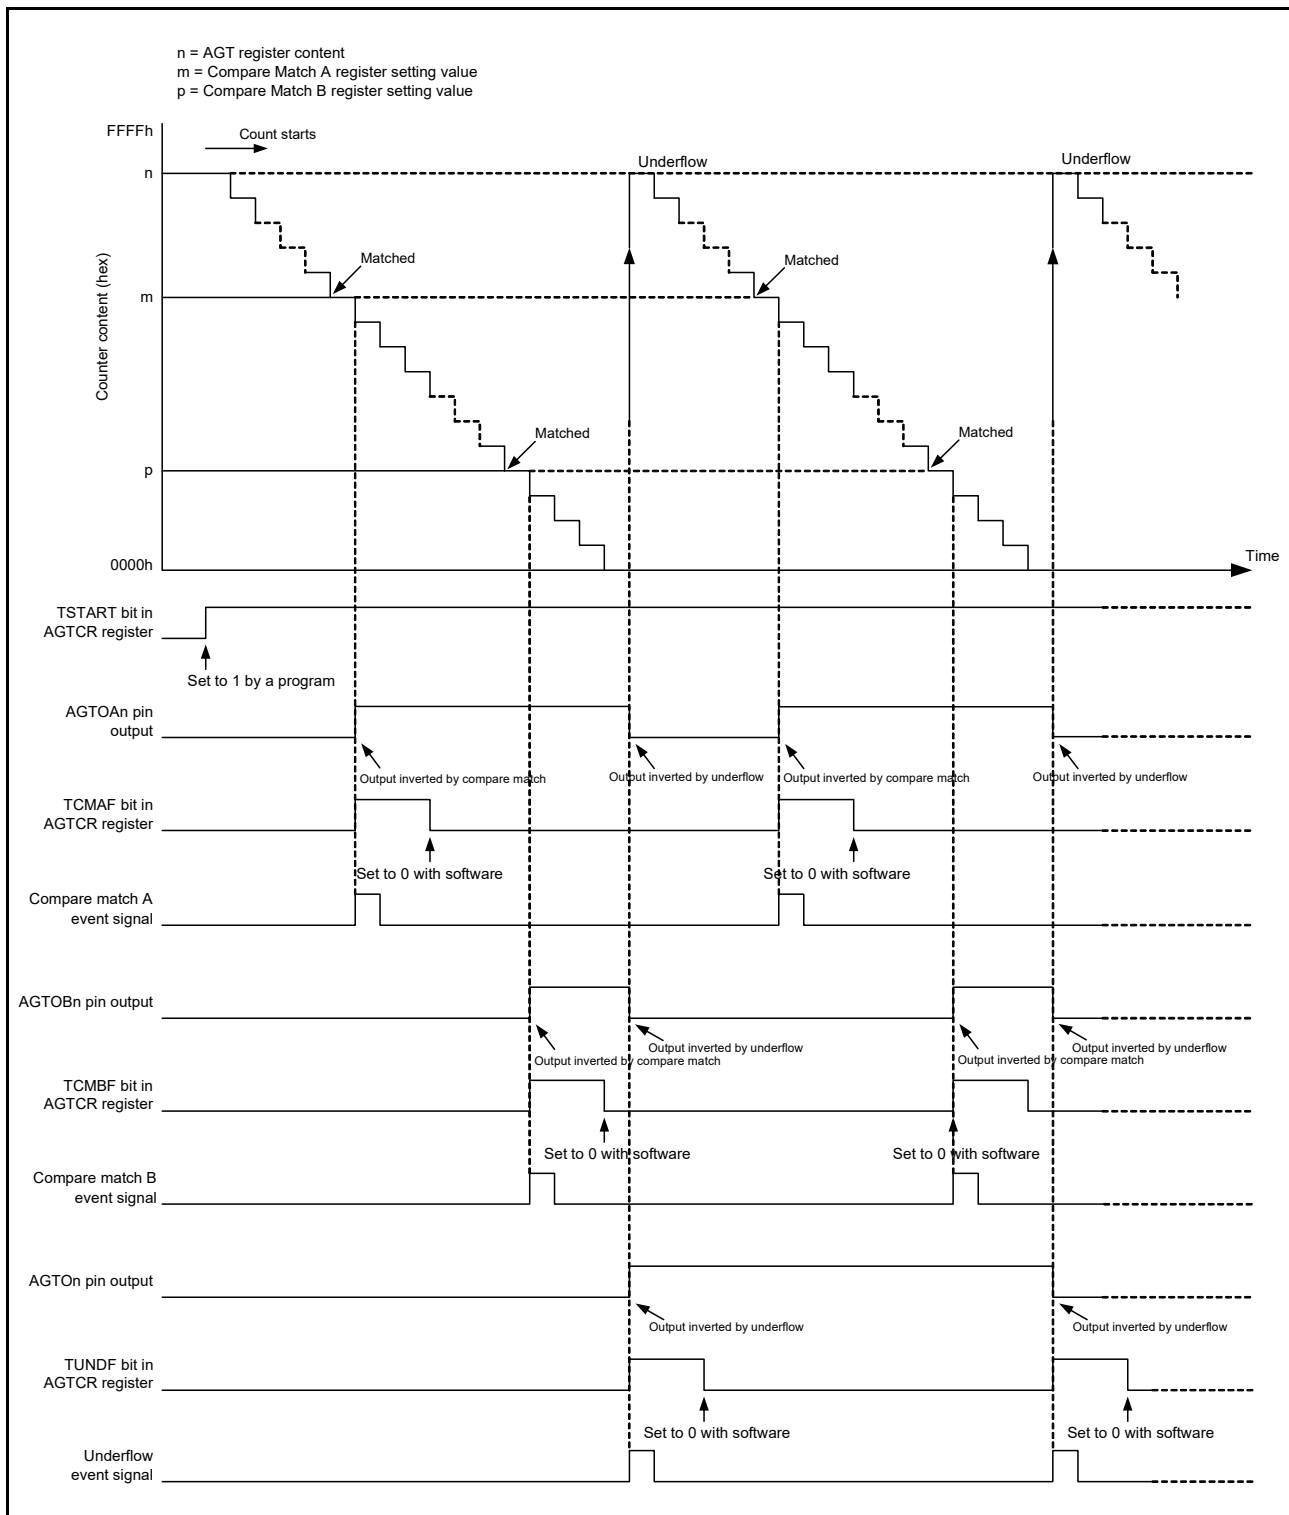 n = AGT register content
m = Compare Match A register setting value
p = Compare Match B register setting value
FFFFh
Count starts
Underflow
Underflow
n
Matched
Matched
Counter content (hex)
m
Matched
Matched
p
0000h
Time
TSTART bit in
AGTCR register
Set to 1 by a program
AGTOAn pin
output
Output inverted by compare match
Output inverted by underflow
Output inverted by compare match
Output inverted by underflow
TCMAF bit in
AGTCR register
Set to 0 with software
Set to 0 with software
Compare match A
event signal
AGTOBn pin output
Output inverted by underflow
Output inverted by underflow
Output inverted by compare match
Output inverted by compare match
TCMBF bit in
AGTCR register
Set to 0 with software
Set to 0 with software
Compare match B
event signal
AGTOn pin output
Output inverted by underflow
Output inverted by underflow
TUNDF bit in
AGTCR register
Set to 0 with software
Set to 0 with software
Underflow
event signal